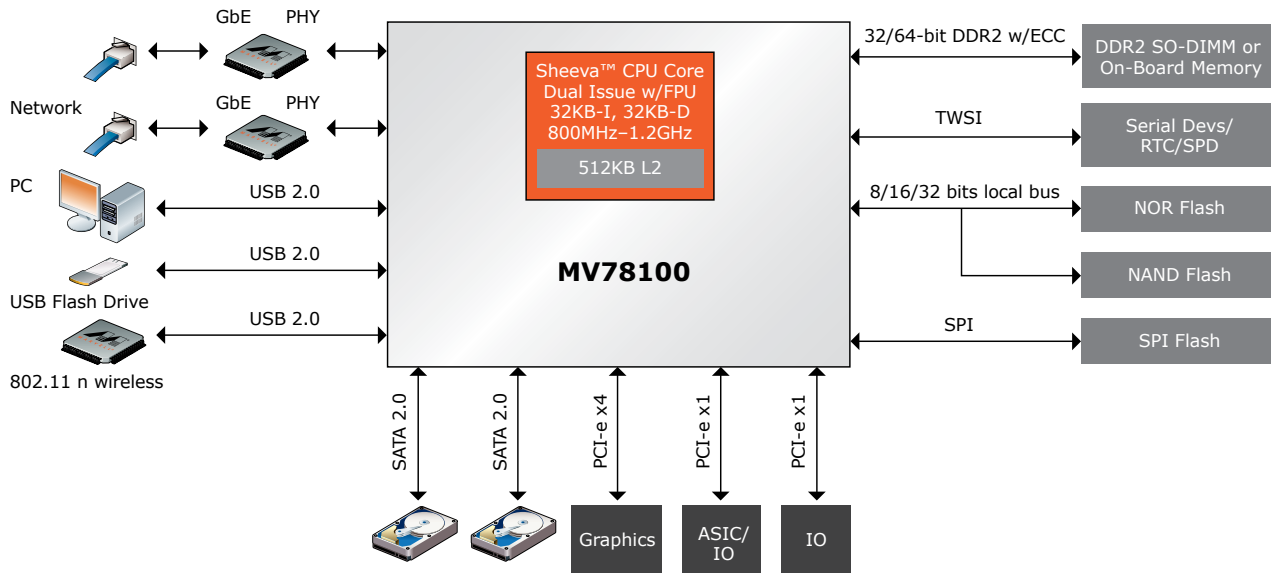 GbE PHY
Network
GbE PHY
PC
USB 2.0
USB 2.0
USB Flash Drive
USB 2.0
802.11 n wireless
Sheeva™ CPU Core
Dual Issue w/FPU
32KB-I, 32KB-D
800MHz–1.2GHz
512KB L2
MV78100
32/64-bit DDR2 w/ECC
DDR2 SO-DIMM or
On-Board Memory
TWSI
Serial Devs/
RTC/SPD
8/16/32 bits local bus
NOR Flash
NAND Flash
SPI
SPI Flash
SATA 2.0
SATA 2.0
PCI-e x4
PCI-e x1
PCI-e x1
Graphics
ASIC/
IO
IO